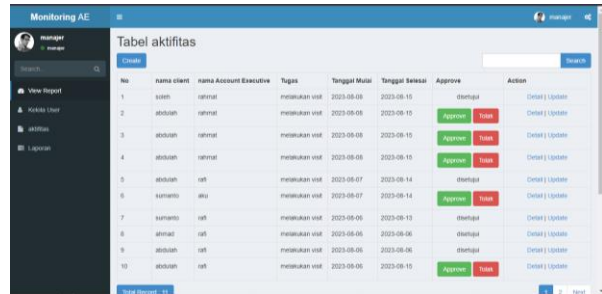 Monitoring AE
manajer
manajer
manajer
Search...
View Report
Kelola User
aktifitas
Laporan
Tabel aktifitas
Create
Search
No nama client nama Account Executive Tugas Tanggal Mulai Tanggal Selesai Approve Action
1 soleh rahmat melakukan visit 2023-08-08 2023-08-15 disetujui Detail | Update
2 abdulah rahmat melakukan visit 2023-08-08 2023-08-15 Approve Tolak Detail | Update
3 abdulah rahmat melakukan visit 2023-08-08 2023-08-15 Approve Tolak Detail | Update
4 abdulah rahmat melakukan visit 2023-08-08 2023-08-15 Approve Tolak Detail | Update
5 abdulah rafi melakukan visit 2023-08-07 2023-08-14 disetujui Detail | Update
6 sumanto aku melakukan visit 2023-08-07 2023-08-14 Approve Tolak Detail | Update
7 sumanto rafi melakukan visit 2023-08-06 2023-08-13 disetujui Detail | Update
8 ahmad rafi melakukan visit 2023-08-06 2023-08-06 disetujui Detail | Update
9 abdulah rafi melakukan visit 2023-08-06 2023-08-06 disetujui Detail | Update
10 abdulah rafi melakukan visit 2023-08-06 2023-08-15 Approve Tolak Detail | Update
Total Record : 11
1 2 Next